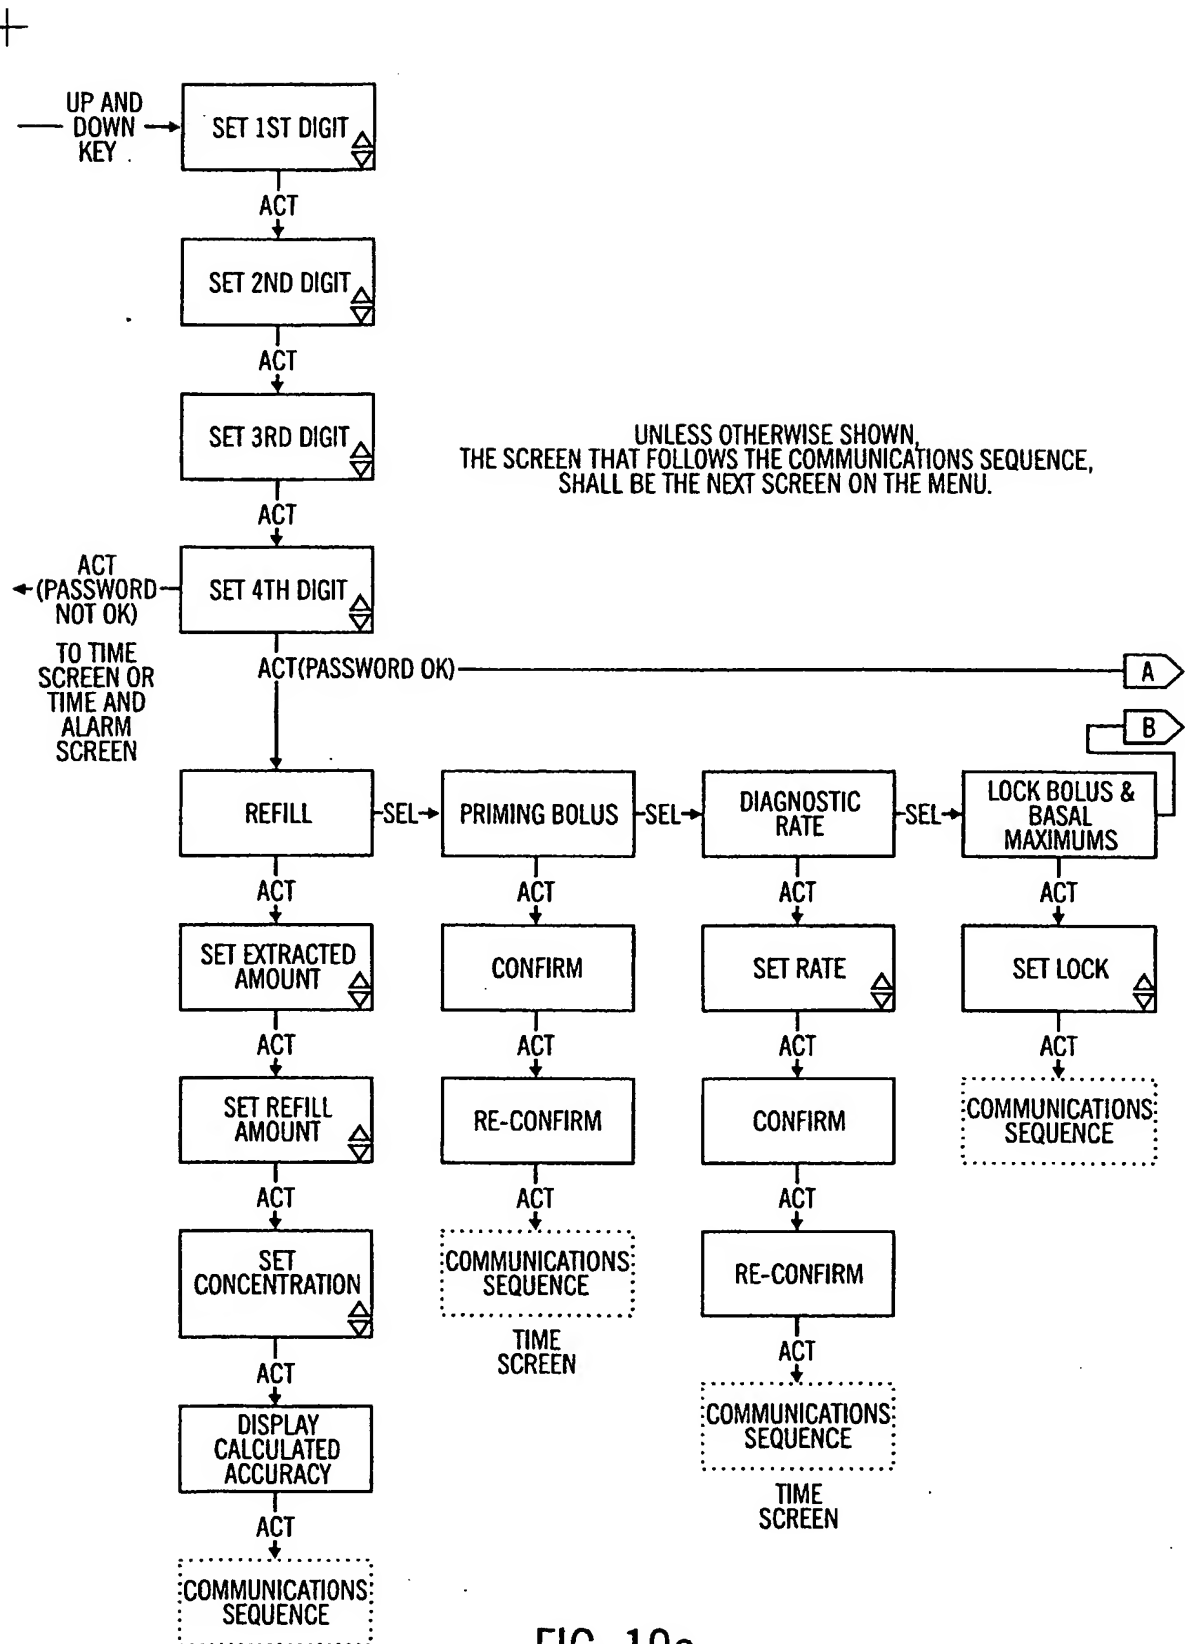 UP AND
DOWN
KEY
SET 1ST DIGIT
ACT
SET 2ND DIGIT
ACT
SET 3RD DIGIT
UNLESS OTHERWISE SHOWN,
THE SCREEN THAT FOLLOWS THE COMMUNICATIONS SEQUENCE,
SHALL BE THE NEXT SCREEN ON THE MENU.
ACT
ACT
(PASSWORD
NOT OK)
SET 4TH DIGIT
TO TIME
SCREEN OR
TIME AND
ALARM
SCREEN
ACT(PASSWORD OK)
A
B
REFILL
SEL
PRIMING BOLUS
SEL
DIAGNOSTIC
RATE
SEL
LOCK BOLUS &
BASAL
MAXIMUMS
ACT
ACT
ACT
ACT
SET EXTRACTED
AMOUNT
CONFIRM
SET RATE
SET LOCK
ACT
ACT
ACT
ACT
SET REFILL
AMOUNT
RE-CONFIRM
CONFIRM
COMMUNICATIONS
SEQUENCE
ACT
ACT
ACT
SET
CONCENTRATION
COMMUNICATIONS
SEQUENCE
RE-CONFIRM
TIME
SCREEN
ACT
ACT
DISPLAY
CALCULATED
ACCURACY
COMMUNICATIONS
SEQUENCE
TIME
SCREEN
ACT
COMMUNICATIONS
SEQUENCE